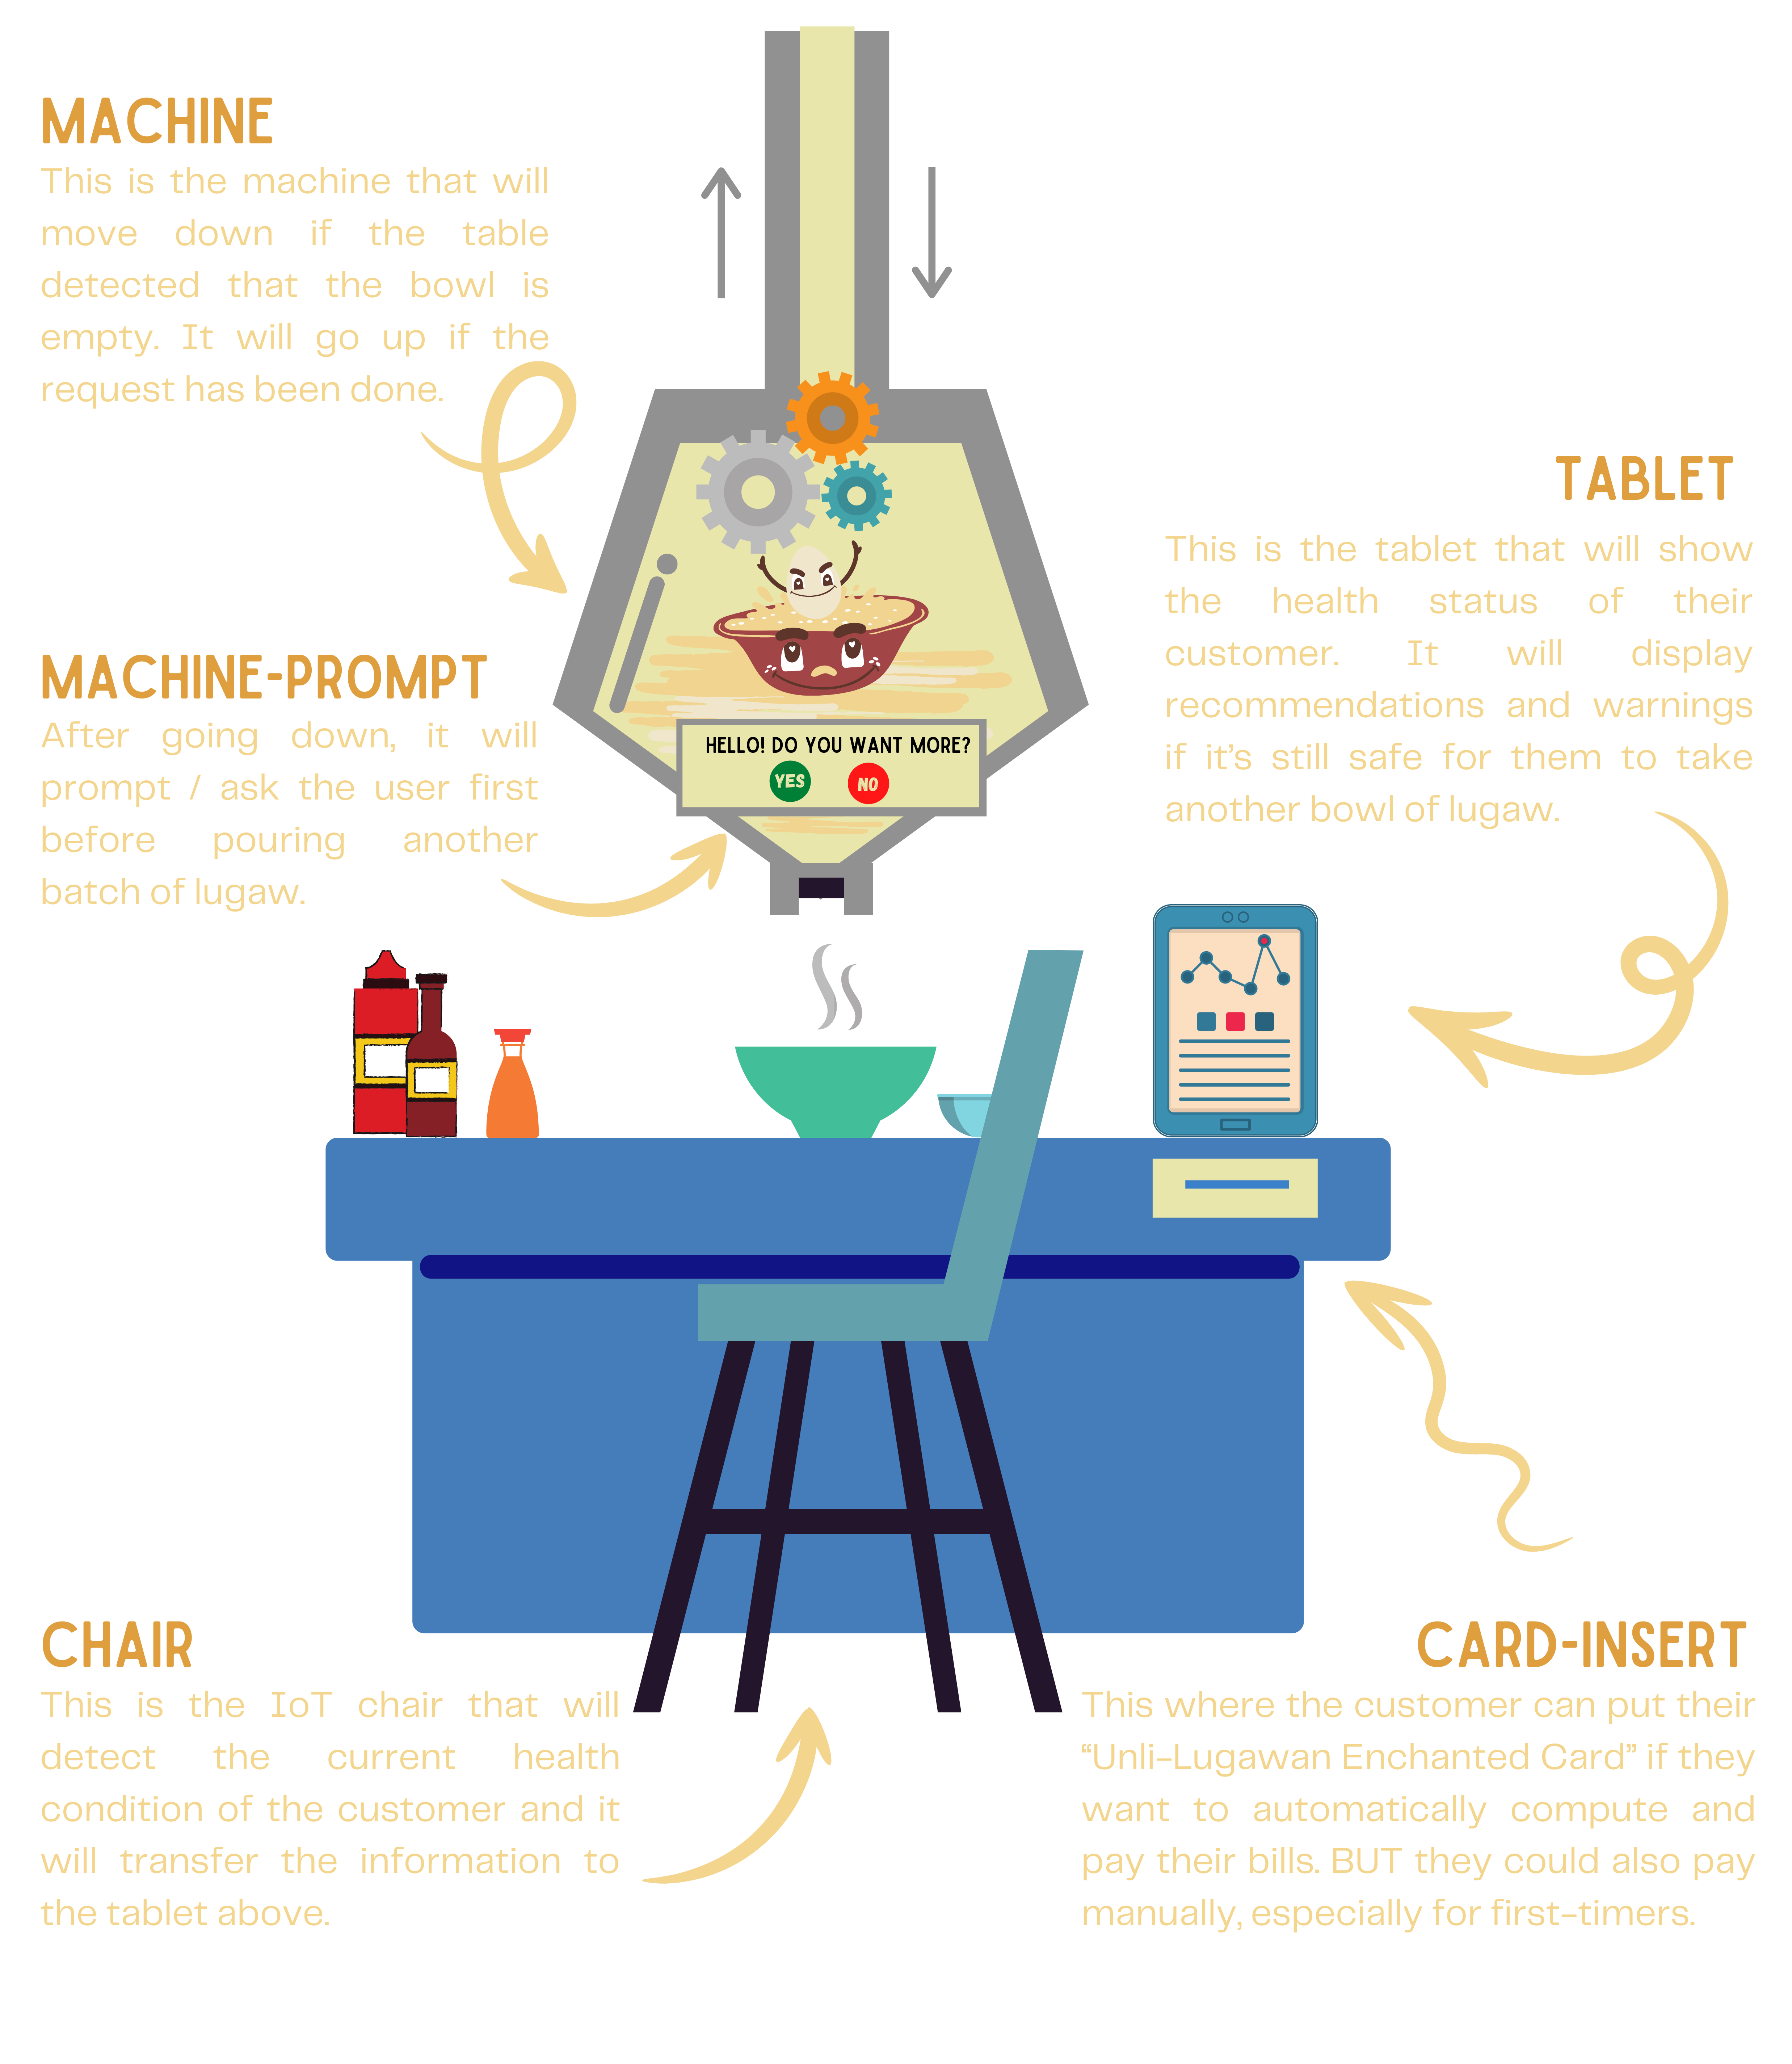 MACHINE
This is the machine that will
move down if the table
detected that the bowl is
empty. It will go up if the
request has been done.
MACHINE-PROMPT
After going down, it will
prompt / ask the user first
before pouring another
batch of lugaw.
HELLO! DO YOU WANT MORE?
YES NO
TABLET
This is the tablet that will show
the health status of their
customer. It will display
recommendations and warnings
if it's still safe for them to take
another bowl of lugaw.
CHAIR
This is the IoT chair that will
detect the current health
condition of the customer and it
will transfer the information to
the tablet above.
CARD-INSERT
This where the customer can put their
“Unli-Lugawan Enchanted Card” if they
want to automatically compute and
pay their bills. BUT they could also pay
manually, especially for first-timers.